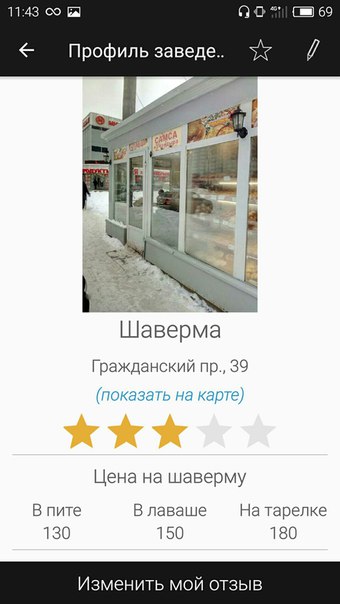 11:43
4G
69
Профиль заведе..
САМСА
Шаверма
Гражданский пр., 39
(показать на карте)
Цена на шаверму
В пите
В лаваше
На тарелке
130
150
180
Изменить мой отзыв